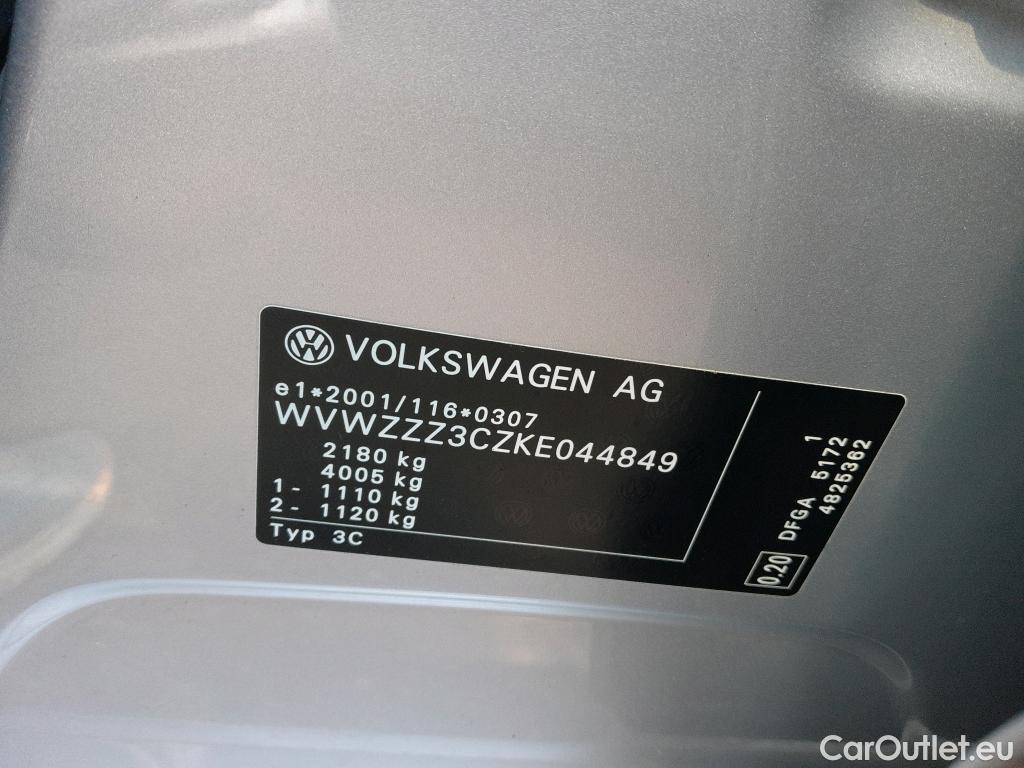 VOLKSWAGEN AG
e1*2001/116*0307
WVWZZZ3CZKE044849
2180 kg
4005 kg
1 - 1110 kg
2 - 1120 kg
Typ 3C
1
DFGA 5172
4825362
0.20
CarOutlet.eu